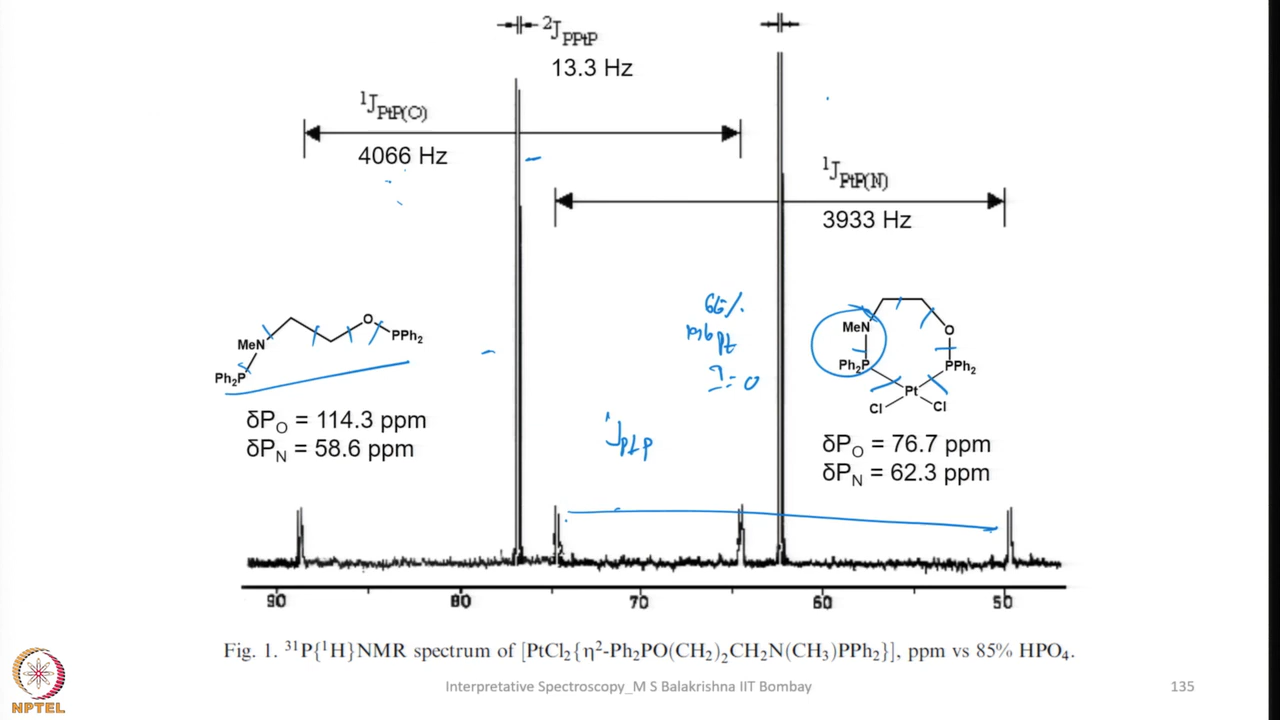 ²J_PPtP
13.3 Hz
¹J_PtP(O)
4066 Hz
¹J_PtP(N)
3933 Hz
66%
195 Pt
I = 0
¹J_PtP
MeN
O
PPh₂
Ph₂P
δP_O = 114.3 ppm
δP_N = 58.6 ppm
MeN
O
Ph₂P
PPh₂
Pt
Cl
Cl
δP_O = 76.7 ppm
δP_N = 62.3 ppm
90 80 70 60 50
Fig. 1. ³¹P{¹H}NMR spectrum of [PtCl₂{η²-Ph₂PO(CH₂)₂CH₂N(CH₃)PPh₂}], ppm vs 85% HPO₄.
NPTEL
Interpretative Spectroscopy_M S Balakrishna IIT Bombay
135